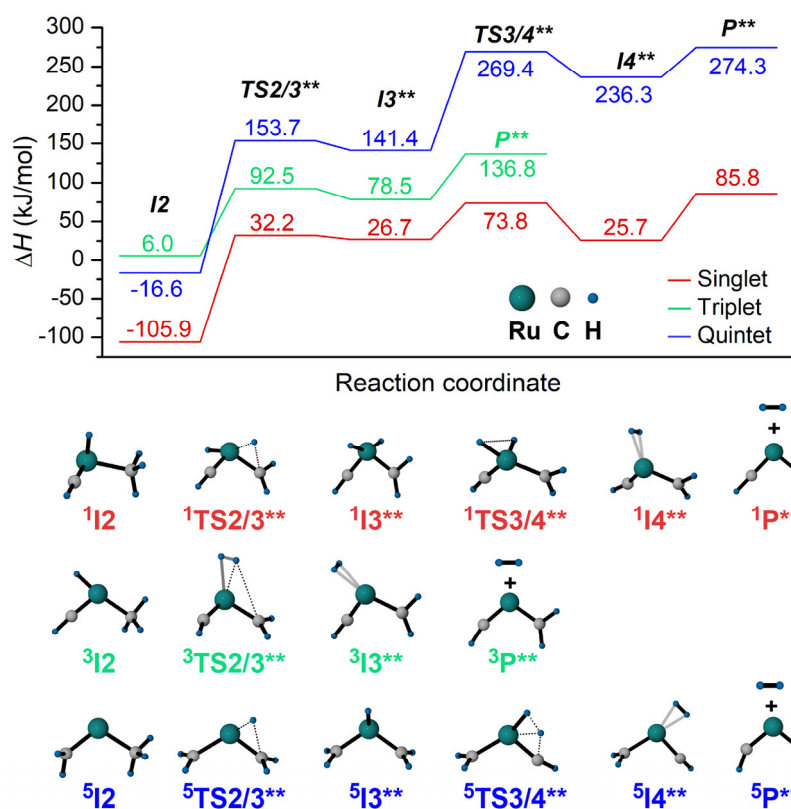 300
250
200
150
100
50
0
-50
-100
ΔH (kJ/mol)
I2
TS2/3**
I3**
TS3/4**
I4**
P**
P**
6.0
-16.6
-105.9
153.7
92.5
32.2
141.4
78.5
26.7
269.4
136.8
73.8
236.3
25.7
274.3
85.8
Ru C H
Singlet
Triplet
Quintet
Reaction coordinate
+
¹I2 ¹TS2/3** ¹I3** ¹TS3/4** ¹I4** ¹P**
+
³I2 ³TS2/3** ³I3** ³P**
+
⁵I2 ⁵TS2/3** ⁵I3** ⁵TS3/4** ⁵I4** ⁵P**